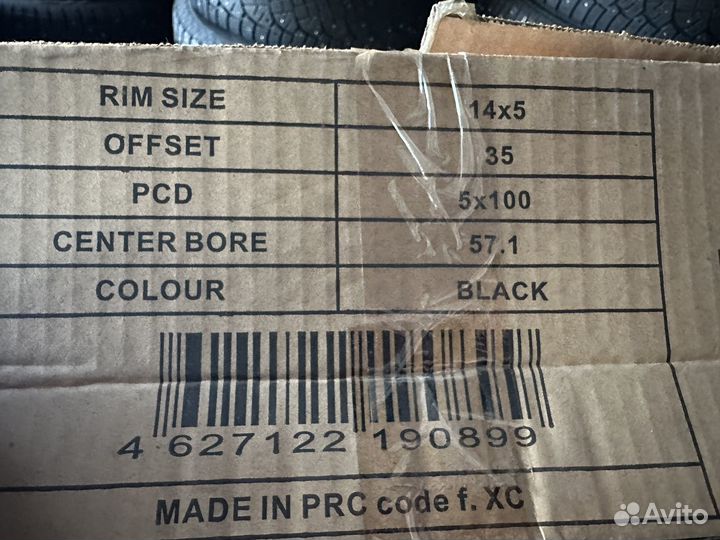 RIM SIZE 14x5
OFFSET 35
PCD 5x100
CENTER BORE 57.1
COLOUR BLACK
4 627122 190899
MADE IN PRC code f. XC
Avito